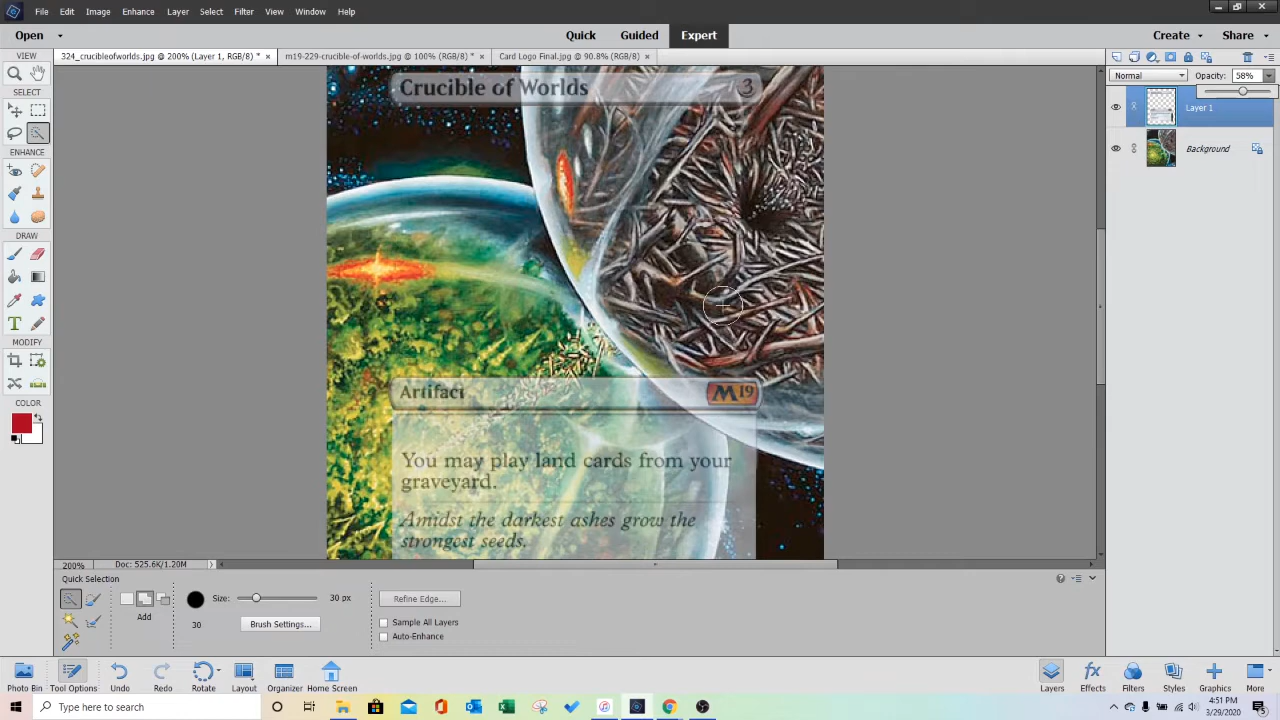 File Edit Image Enhance Layer Select Filter View Window Help
Open Quick Guided Expert Create Share
VIEW 324_crucibleofworlds.jpg @ 200% (Layer 1, RGB/8) * × m19-229-crucible-of-worlds.jpg @ 100% (RGB/8) * × Card Logo Final.jpg @ 90.8% (RGB/8) ×
Normal Opacity: 58%
Crucible of Worlds 3
SELECT
Layer 1
Background
ENHANCE
DRAW
MODIFY
COLOR
Artifact M19
You may play land cards from your
graveyard.
Amidst the darkest ashes grow the
strongest seeds.
200% Doc: 525.6K/1.20M
Quick Selection
Size: 30 px Refine Edge...
Add
30 Brush Settings...
Sample All Layers
Auto-Enhance
Photo Bin Tool Options Undo Redo Rotate Layout Organizer Home Screen Layers Effects Filters Styles Graphics More
Type here to search
4:51 PM
3/29/2020
5